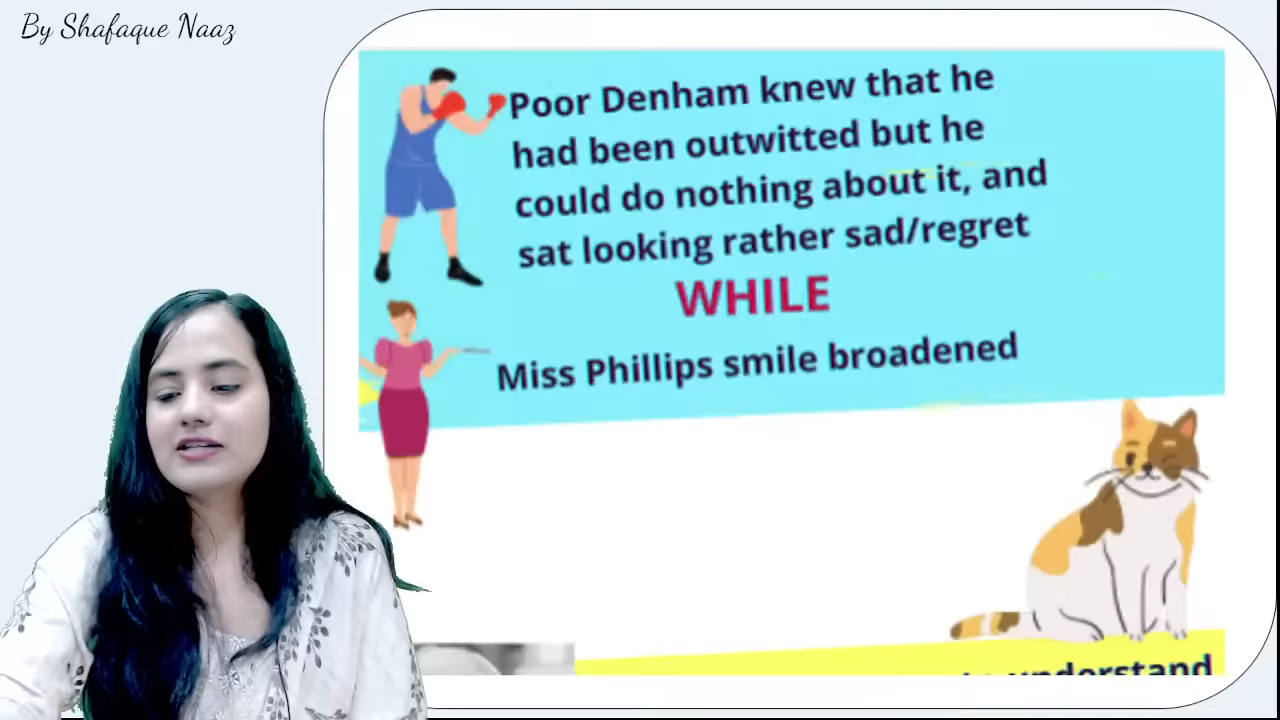 By Shafaque Naaz
Poor Denham knew that he
had been outwitted but he
could do nothing about it, and
sat looking rather sad/regret
WHILE
Miss Phillips smile broadened
understand